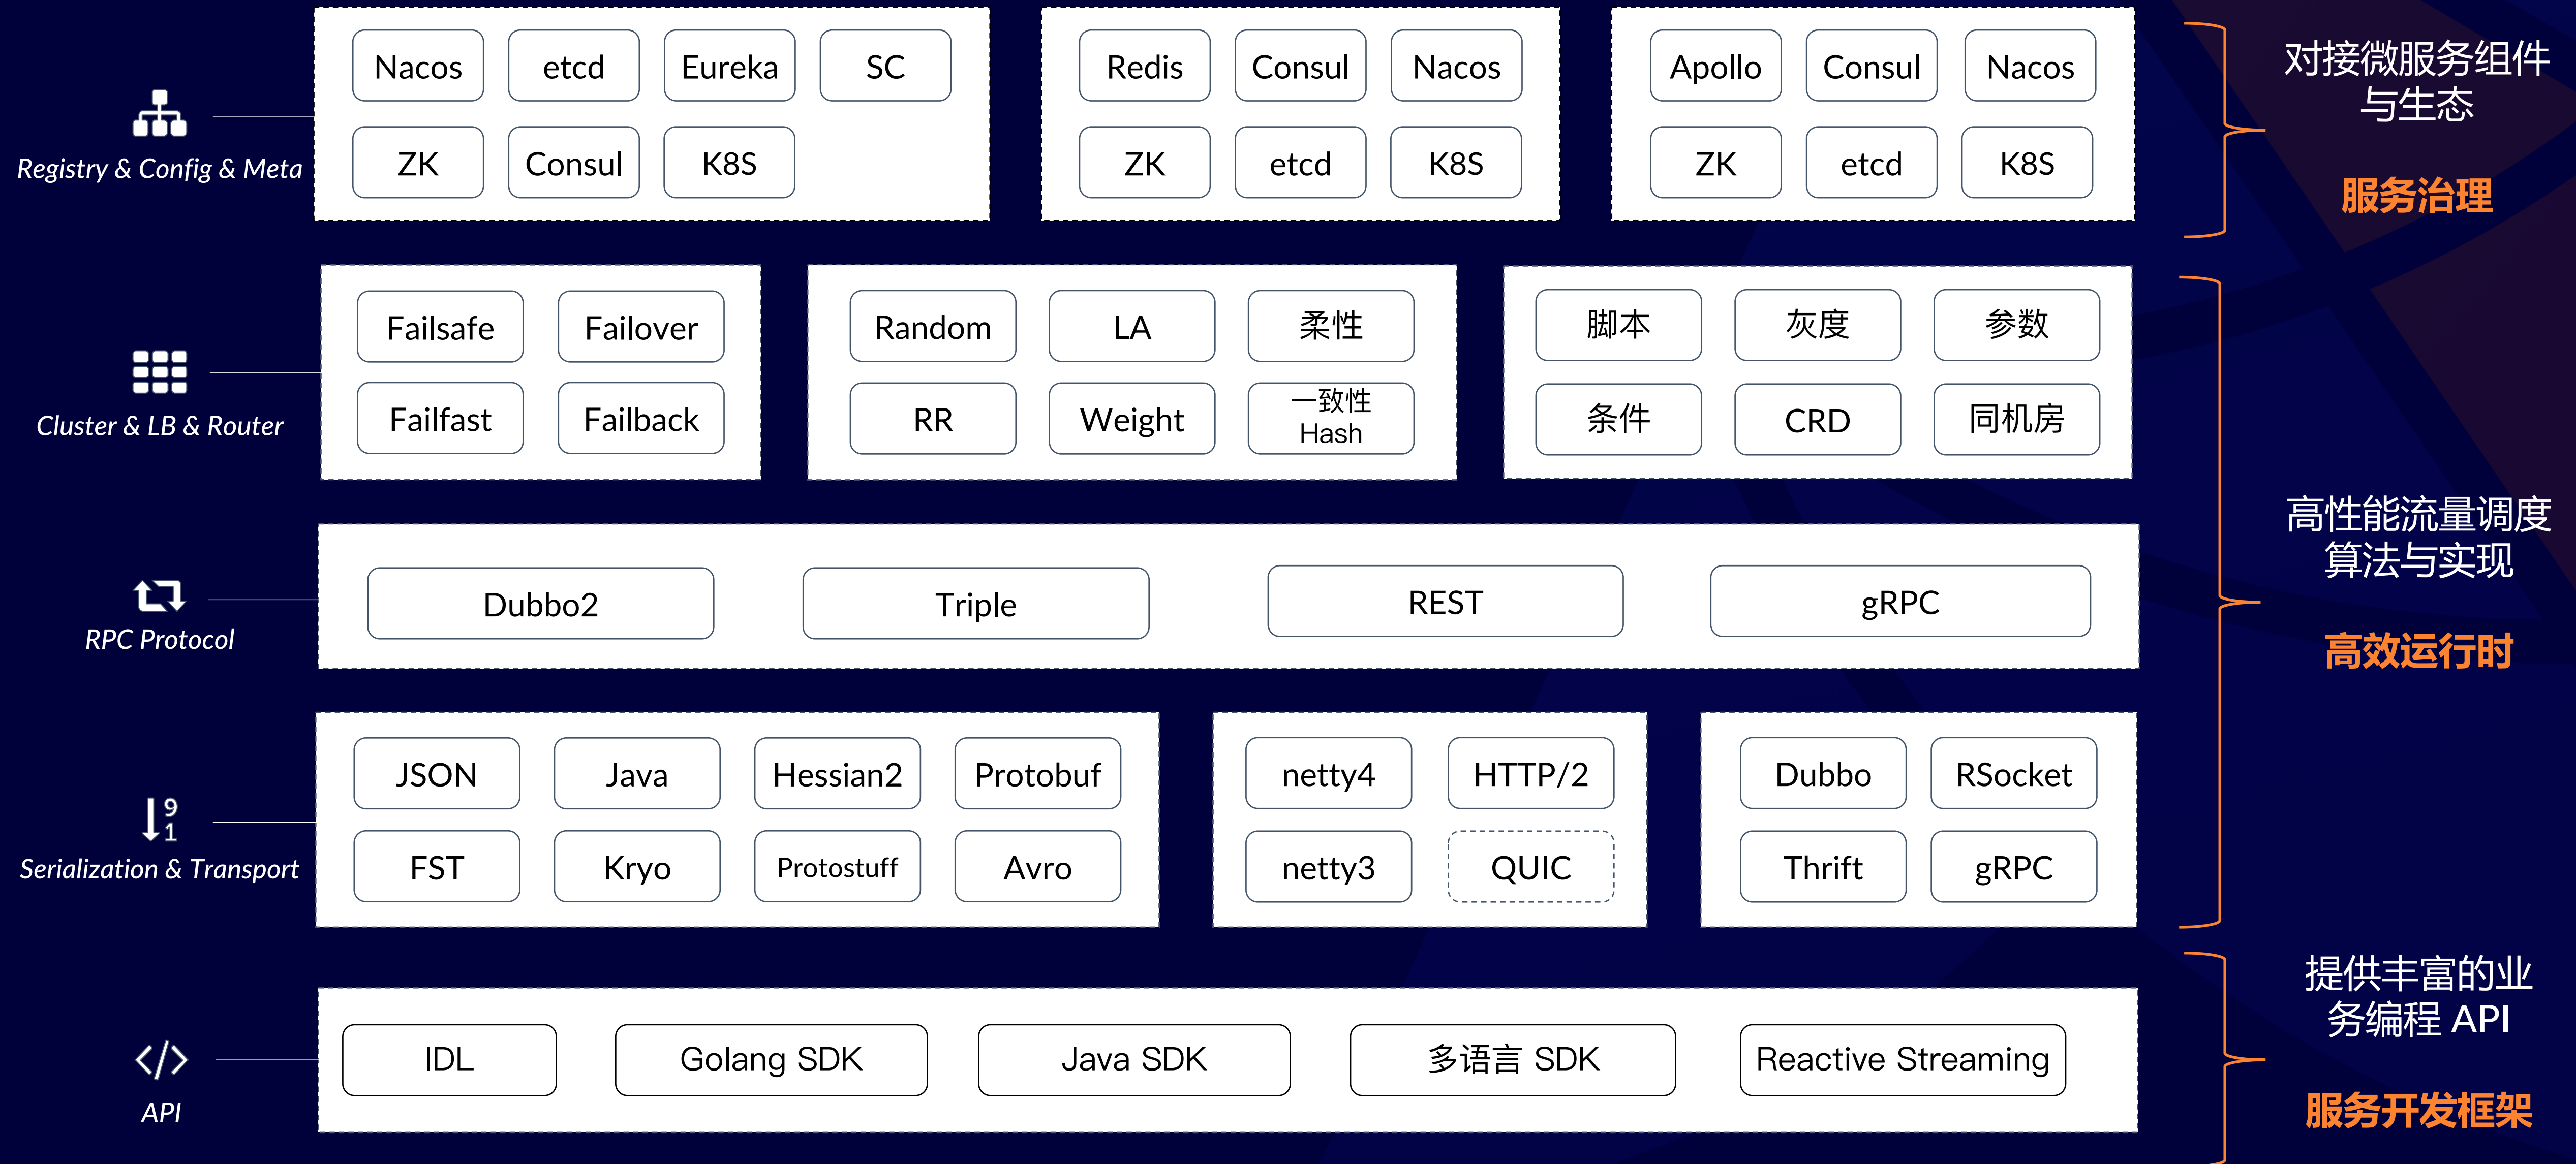 Registry & Config & Meta
Nacos
etcd
Eureka
SC
ZK
Consul
K8S
Redis
Consul
Nacos
ZK
etcd
K8S
Apollo
Consul
Nacos
ZK
etcd
K8S
对接微服务组件
与生态
服务治理
Cluster & LB & Router
Failsafe
Failover
Failfast
Failback
Random
LA
柔性
RR
Weight
一致性
Hash
脚本
灰度
参数
条件
CRD
同机房
RPC Protocol
Dubbo2
Triple
REST
gRPC
高性能流量调度
算法与实现
高效运行时
9
1
Serialization & Transport
JSON
Java
Hessian2
Protobuf
FST
Kryo
Protostuff
Avro
netty4
HTTP/2
netty3
QUIC
Dubbo
RSocket
Thrift
gRPC
</>
API
IDL
Golang SDK
Java SDK
多语言 SDK
Reactive Streaming
提供丰富的业
务编程 API
服务开发框架